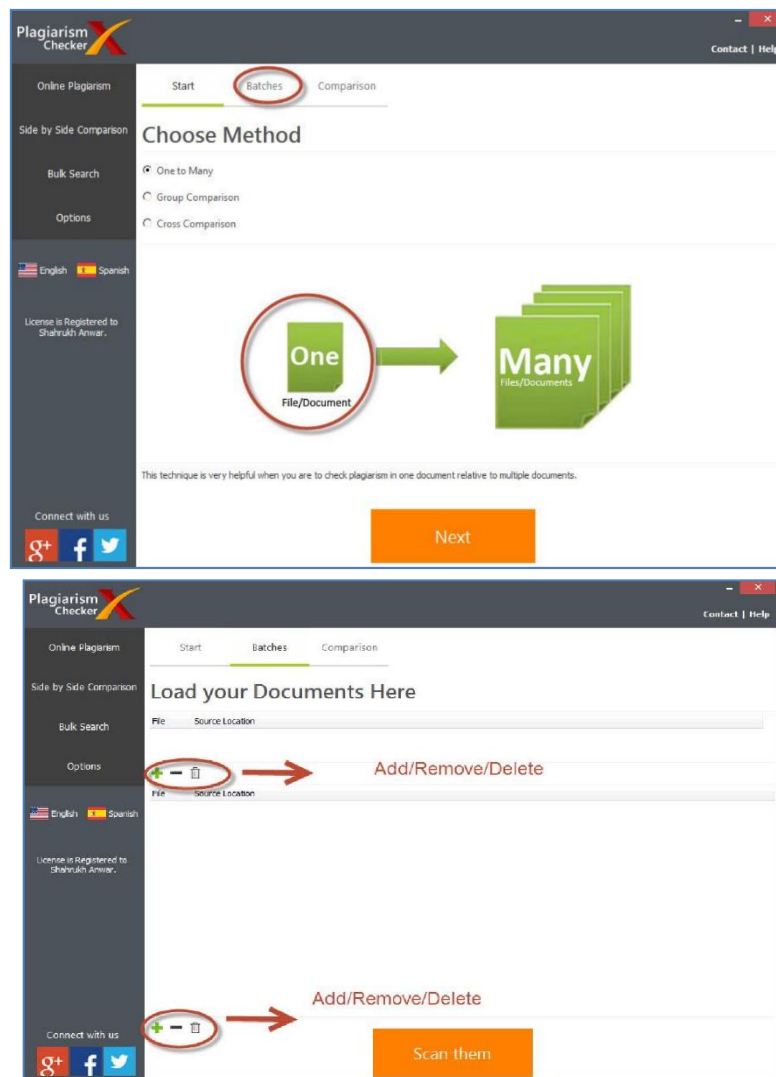 Plagiarism
Checker
Contact | Help
Online Plagiarism
Start
Batches
Comparison
Side by Side Comparison
Choose Method
Bulk Search
One to Many
Group Comparison
Options
Cross Comparison
English
Spanish
License is Registered to
Shahrukh Anwar.
One
File/Document
Many
Files/Documents
This technique is very helpful when you are to check plagiarism in one document relative to multiple documents.
Connect with us
Next
g+ f
Plagiarism
Checker
Contact | Help
Online Plagiarism
Start
Batches
Comparison
Side by Side Comparison
Load your Documents Here
File Source Location
Bulk Search
Options
Add/Remove/Delete
File Source Location
English
Spanish
License is Registered to
Shahrukh Anwar.
Add/Remove/Delete
Connect with us
Scan them
g+ f